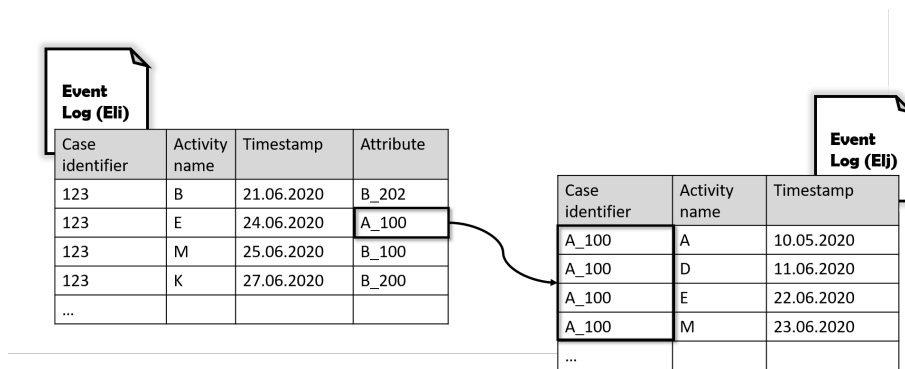 Event
Log (Eli)
Case identifier Activity name Timestamp Attribute
123 B 21.06.2020 B_202
123 E 24.06.2020 A_100
123 M 25.06.2020 B_100
123 K 27.06.2020 B_200
...
Event
Log (Elj)
Case identifier Activity name Timestamp
A_100 A 10.05.2020
A_100 D 11.06.2020
A_100 E 22.06.2020
A_100 M 23.06.2020
...